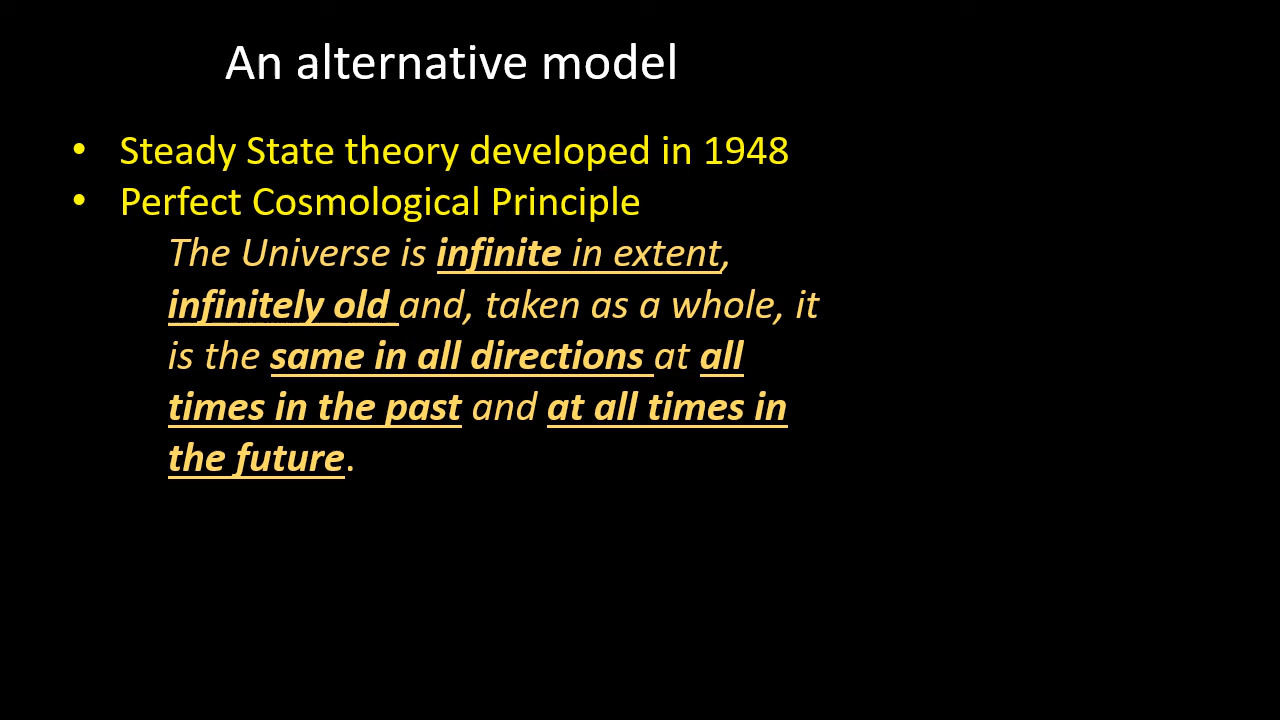 An alternative model
• Steady State theory developed in 1948
• Perfect Cosmological Principle
The Universe is infinite in extent,
infinitely old and, taken as a whole, it
is the same in all directions at all
times in the past and at all times in
the future.